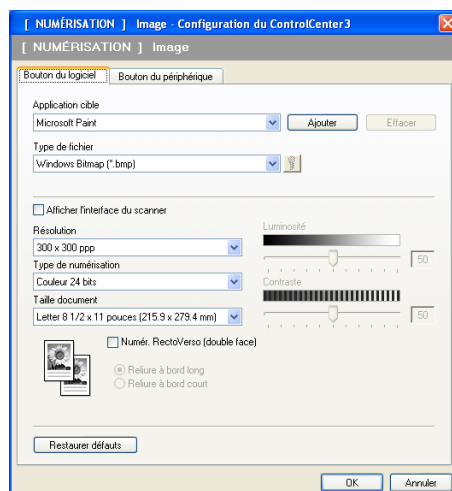 [ NUMÉRISATION ] Image - Configuration du ControlCenter3
[ NUMÉRISATION ] Image
Bouton du logiciel Bouton du périphérique
Application cible
Microsoft Paint Ajouter Effacer
Type de fichier
Windows Bitmap (*.bmp)
Afficher l'interface du scanner
Résolution Luminosité
300 x 300 ppp 50
Type de numérisation
Couleur 24 bits Contraste
Taille document
Letter 8 1/2 x 11 pouces (215.9 x 279.4 mm) 50
Numér. RectoVerso (double face)
Reliure à bord long
Reliure à bord court
Restaurer défauts
OK Annuler